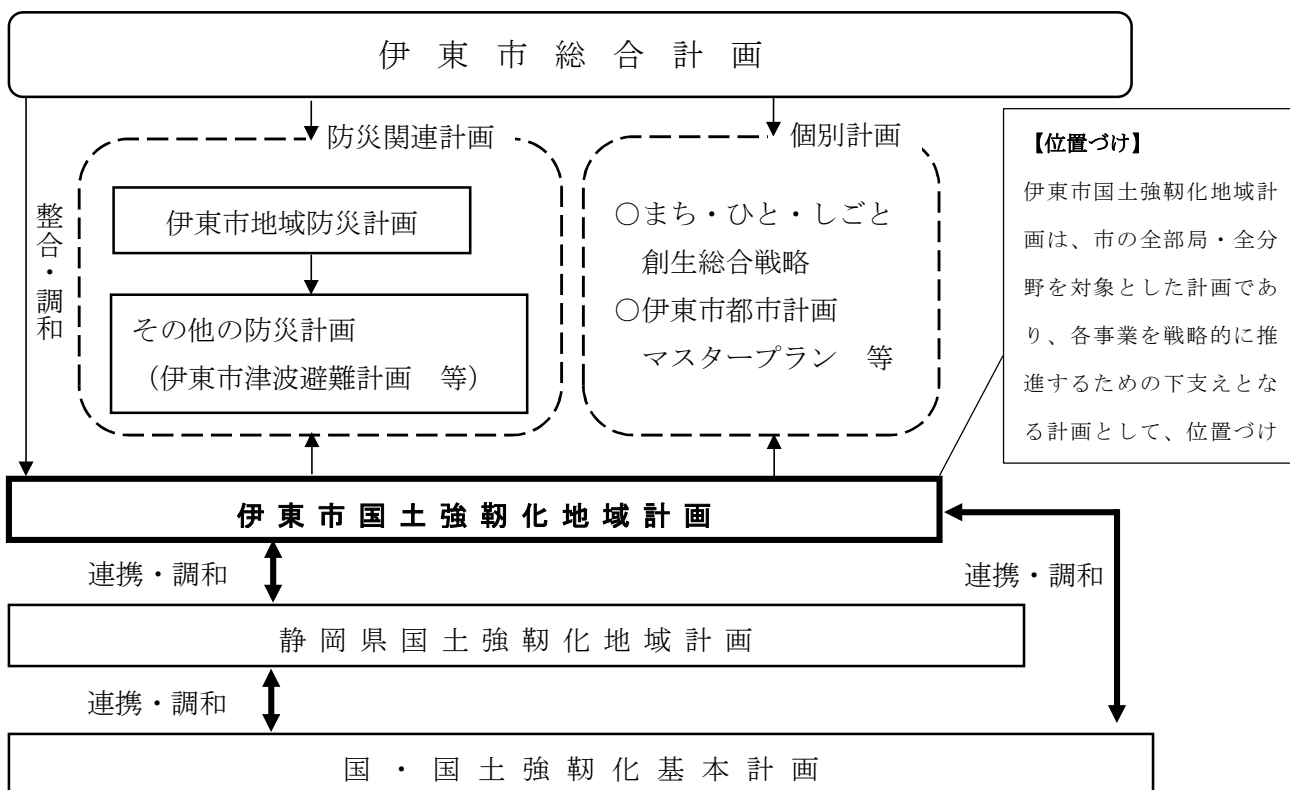 伊東市総合計画
防災関連計画
個別計画
整合・調和
伊東市地域防災計画
その他の防災計画
（伊東市津波避難計画　等）
○まち・ひと・しごと
創生総合戦略
○伊東市都市計画
マスタープラン　等
【位置づけ】
伊東市国土強靭化地域計
画は、市の全部局・全分
野を対象とした計画であ
り、各事業を戦略的に推
進するための下支えとな
る計画として、位置づけ
伊東市国土強靭化地域計画
連携・調和
連携・調和
静岡県国土強靭化地域計画
連携・調和
国・国土強靭化基本計画